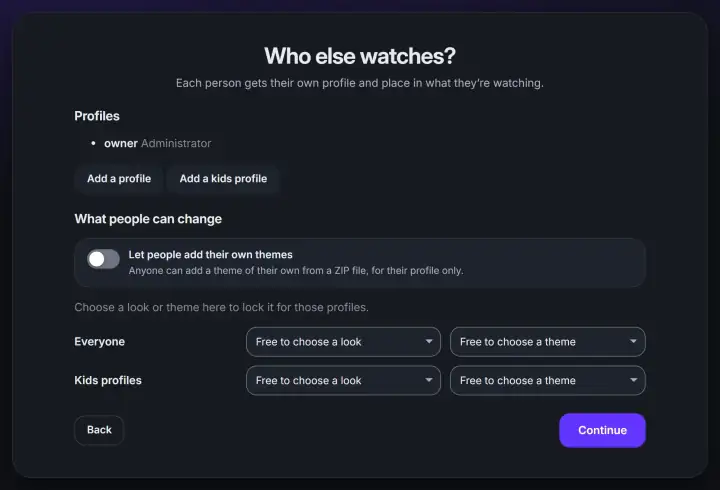 Who else watches?
Each person gets their own profile and place in what they're watching.
Profiles
• owner Administrator
Add a profile
Add a kids profile
What people can change
Let people add their own themes
Anyone can add a theme of their own from a ZIP file, for their profile only.
Choose a look or theme here to lock it for those profiles.
Everyone
Free to choose a look
Free to choose a theme
Kids profiles
Free to choose a look
Free to choose a theme
Back
Continue